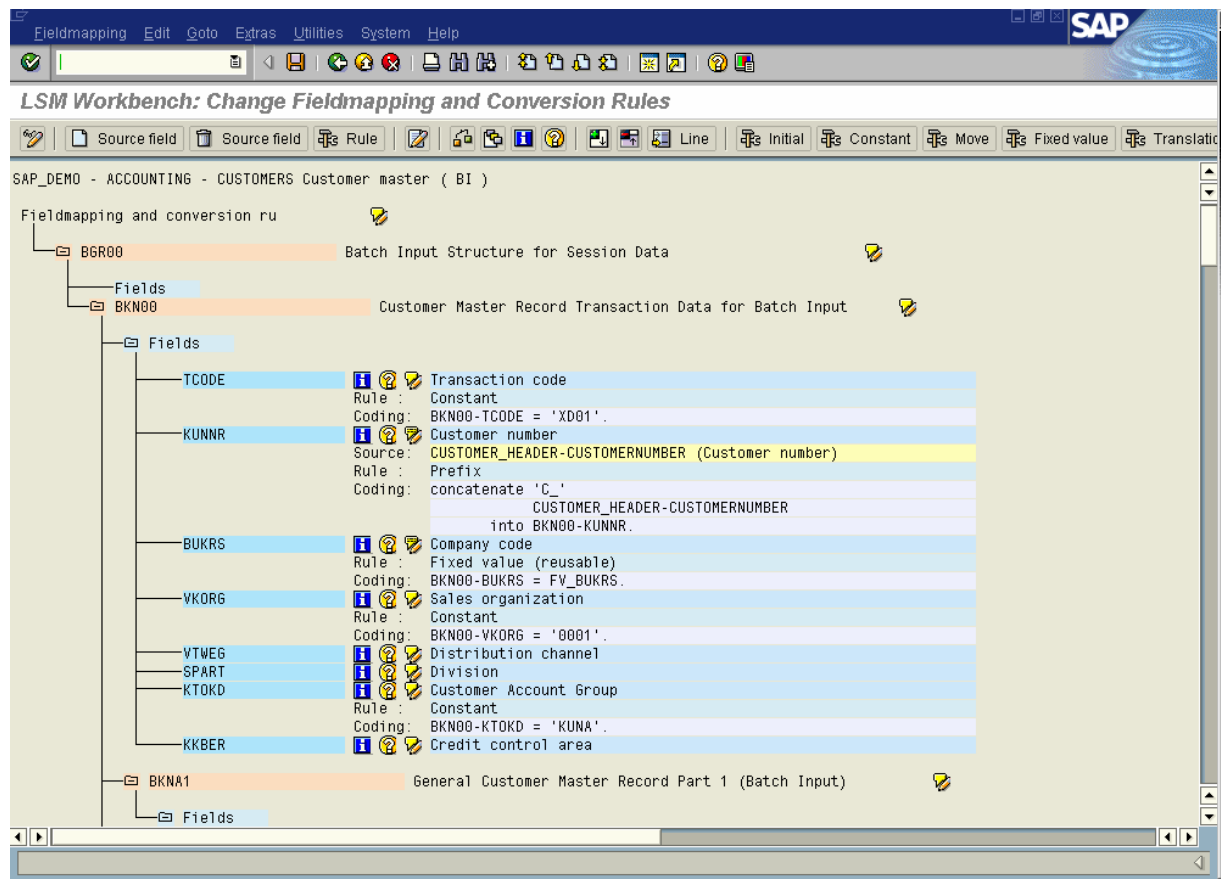 Fieldmapping Edit Goto Extras Utilities System Help
SAP
LSM Workbench: Change Fieldmapping and Conversion Rules
Source field Source field Rule Line Initial Constant Move Fixed value Translatio
SAP_DEMO - ACCOUNTING - CUSTOMERS Customer master ( BI )
Fieldmapping and conversion ru
BGR00 Batch Input Structure for Session Data
Fields
BKN00 Customer Master Record Transaction Data for Batch Input
Fields
TCODE Transaction code
Rule : Constant
Coding: BKN00-TCODE = 'XD01'.
KUNNR Customer number
Source: CUSTOMER_HEADER-CUSTOMERNUMBER (Customer number)
Rule : Prefix
Coding: concatenate 'C_'
CUSTOMER_HEADER-CUSTOMERNUMBER
into BKN00-KUNNR.
BUKRS Company code
Rule : Fixed value (reusable)
Coding: BKN00-BUKRS = FV_BUKRS.
VKORG Sales organization
Rule : Constant
Coding: BKN00-VKORG = '0001'.
VTWEG Distribution channel
SPART Division
KTOKD Customer Account Group
Rule : Constant
Coding: BKN00-KTOKD = 'KUNA'.
KKBER Credit control area
BKNA1 General Customer Master Record Part 1 (Batch Input)
Fields